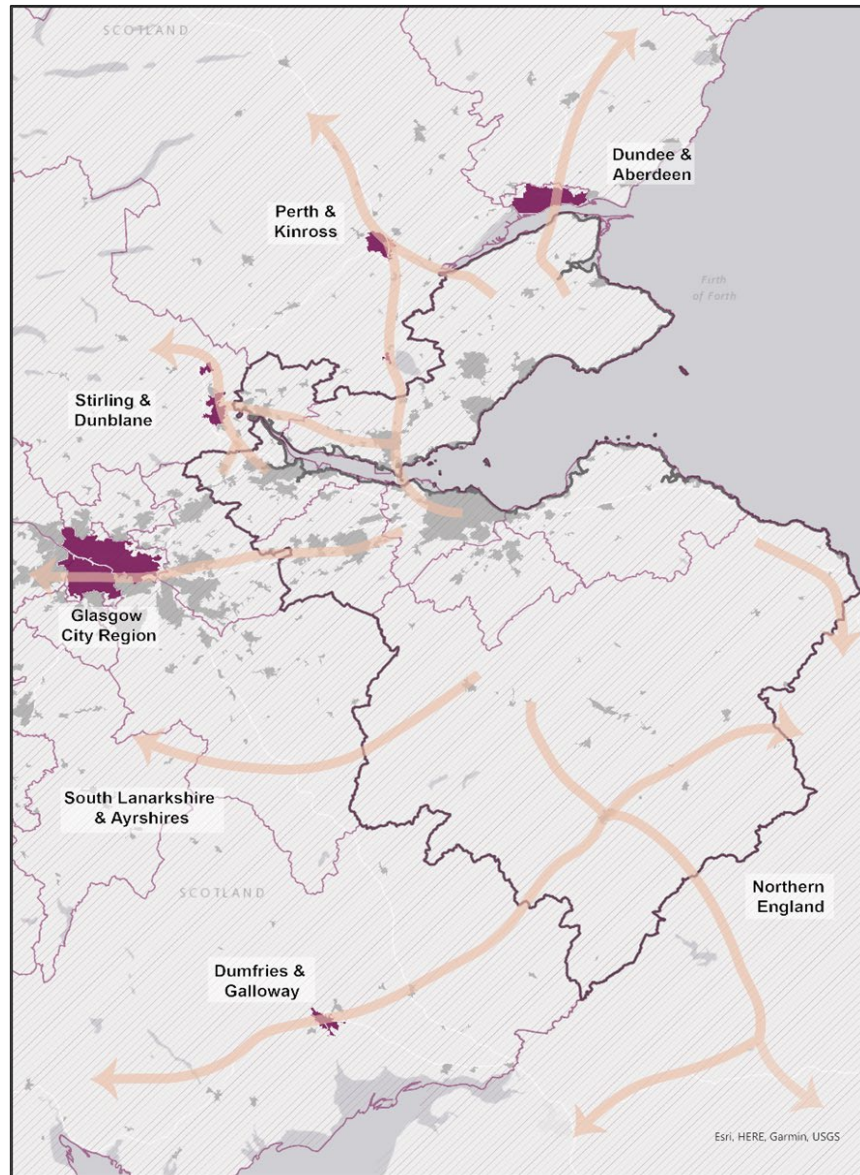 SCOTLAND
Dundee &
Aberdeen
Perth &
Kinross
Firth
of Forth
Stirling &
Dunblane
Glasgow
City Region
South Lanarkshire
& Ayrshires
SCOTLAND
Northern
England
Dumfries &
Galloway
Esri, HERE, Garmin, USGS